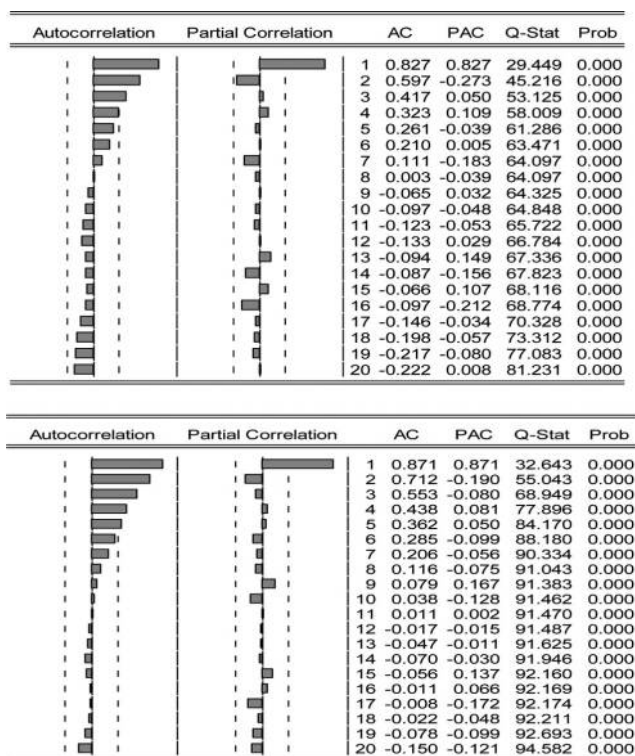 Autocorrelation Partial Correlation AC PAC Q-Stat Prob
1 0.827 0.827 29.449 0.000
2 0.597 -0.273 45.216 0.000
3 0.417 0.050 53.125 0.000
4 0.323 0.109 58.009 0.000
5 0.261 -0.039 61.286 0.000
6 0.210 0.005 63.471 0.000
7 0.111 -0.183 64.097 0.000
8 0.003 -0.039 64.097 0.000
9 -0.065 0.032 64.325 0.000
10 -0.097 -0.048 64.848 0.000
11 -0.123 -0.053 65.722 0.000
12 -0.133 0.029 66.784 0.000
13 -0.094 0.149 67.336 0.000
14 -0.087 -0.156 67.823 0.000
15 -0.066 0.107 68.116 0.000
16 -0.097 -0.212 68.774 0.000
17 -0.146 -0.034 70.328 0.000
18 -0.198 -0.057 73.312 0.000
19 -0.217 -0.080 77.083 0.000
20 -0.222 0.008 81.231 0.000
Autocorrelation Partial Correlation AC PAC Q-Stat Prob
1 0.871 0.871 32.643 0.000
2 0.712 -0.190 55.043 0.000
3 0.553 -0.080 68.949 0.000
4 0.438 0.081 77.896 0.000
5 0.362 0.050 84.170 0.000
6 0.285 -0.099 88.180 0.000
7 0.206 -0.056 90.334 0.000
8 0.116 -0.075 91.043 0.000
9 0.079 0.167 91.383 0.000
10 0.038 -0.128 91.462 0.000
11 0.011 0.002 91.470 0.000
12 -0.017 -0.015 91.487 0.000
13 -0.047 -0.011 91.625 0.000
14 -0.070 -0.030 91.946 0.000
15 -0.056 0.137 92.160 0.000
16 -0.011 0.066 92.169 0.000
17 -0.008 -0.172 92.174 0.000
18 -0.022 -0.048 92.211 0.000
19 -0.078 -0.099 92.693 0.000
20 -0.150 -0.121 94.582 0.000